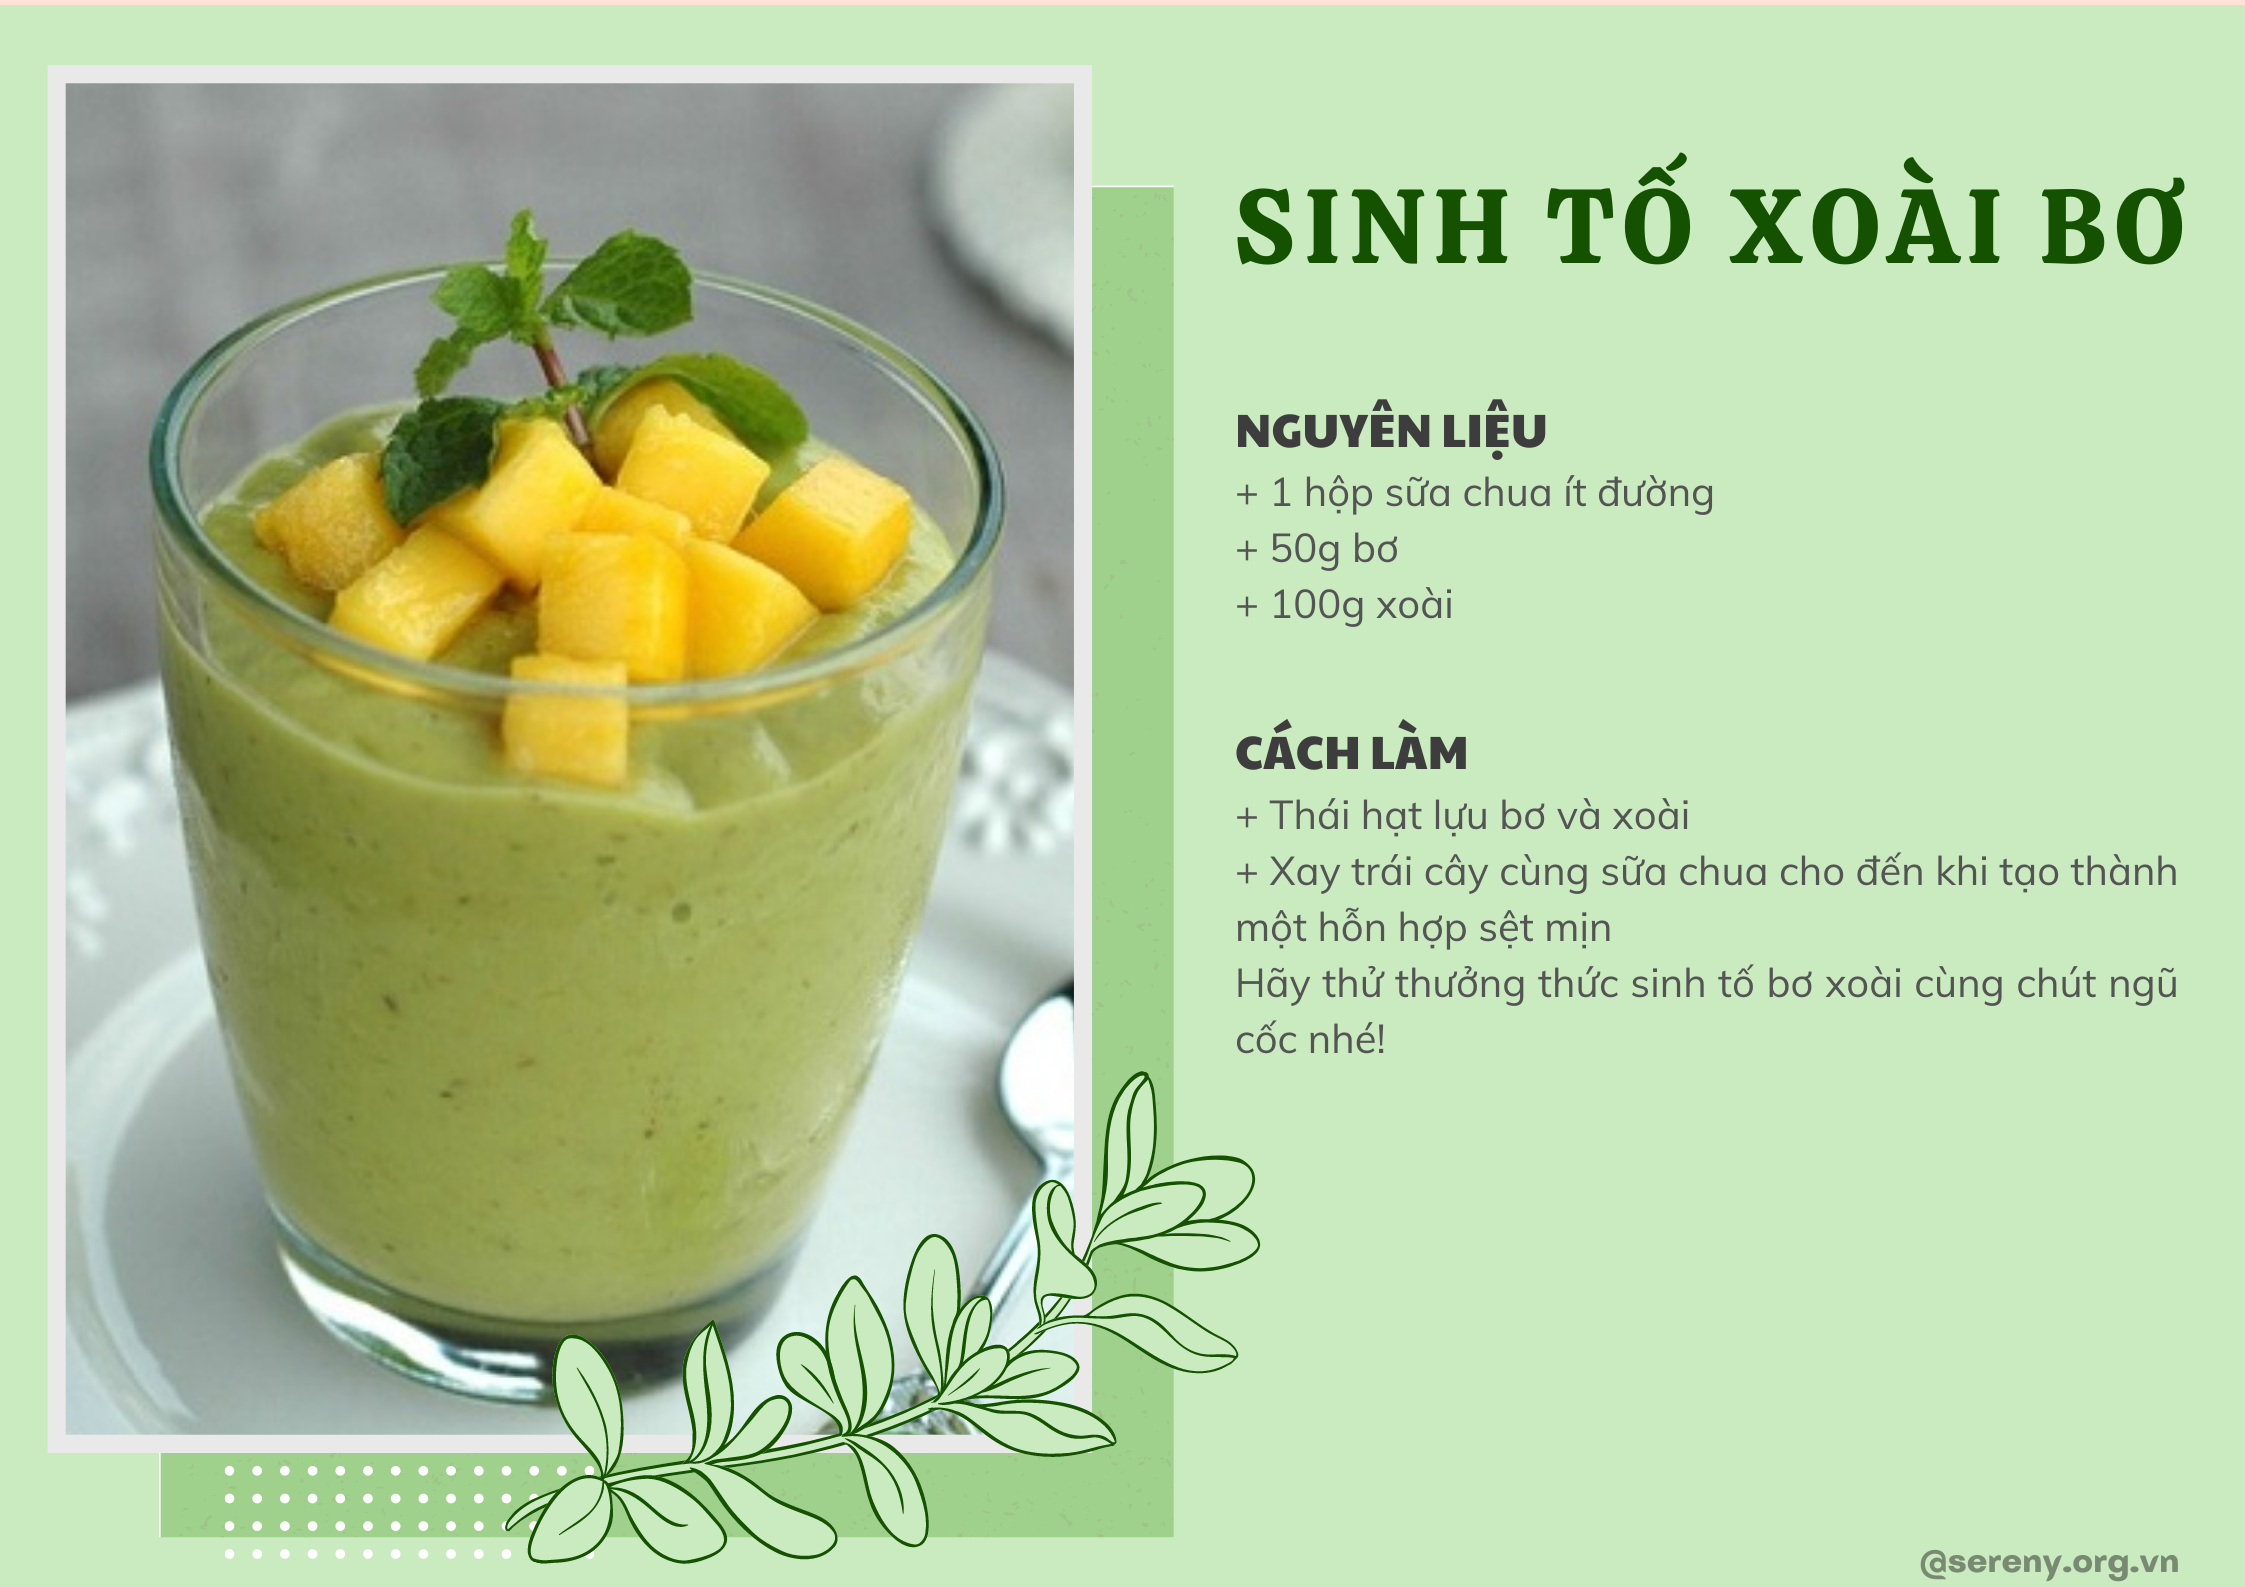 SINH TỐ XOÀI BƠ
NGUYÊN LIỆU
+ 1 hộp sữa chua ít đường
+ 50g bơ
+ 100g xoài
CÁCH LÀM
+ Thái hạt lựu bơ và xoài
+ Xay trái cây cùng sữa chua cho đến khi tạo thành
một hỗn hợp sệt mịn
Hãy thử thưởng thức sinh tố bơ xoài cùng chút ngũ
cốc nhé!
@sereny.org.vn